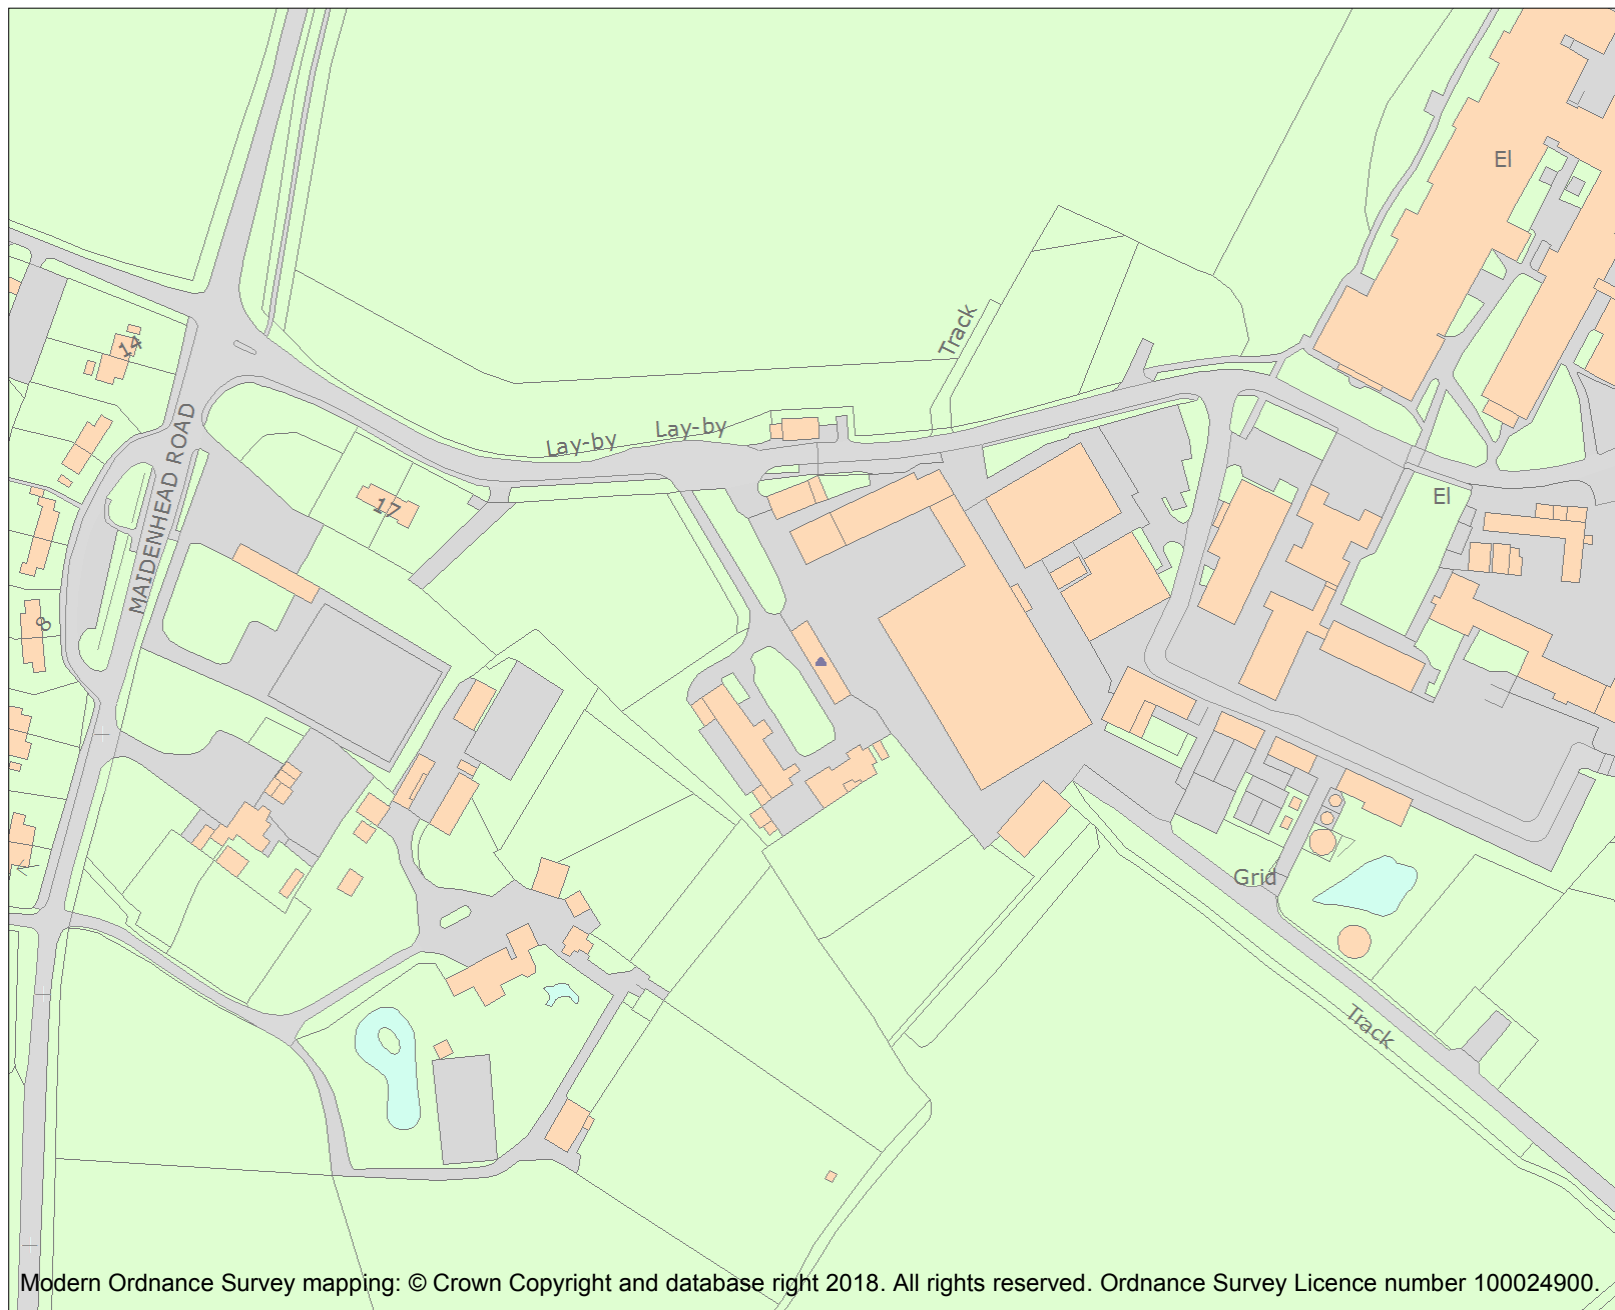 El
Track
14
MAIDENHEAD ROAD
Lay-by
Lay-by
17
El
8
Grid
Track
Modern Ordnance Survey mapping: © Crown Copyright and database right 2018. All rights reserved. Ordnance Survey Licence number 100024900.